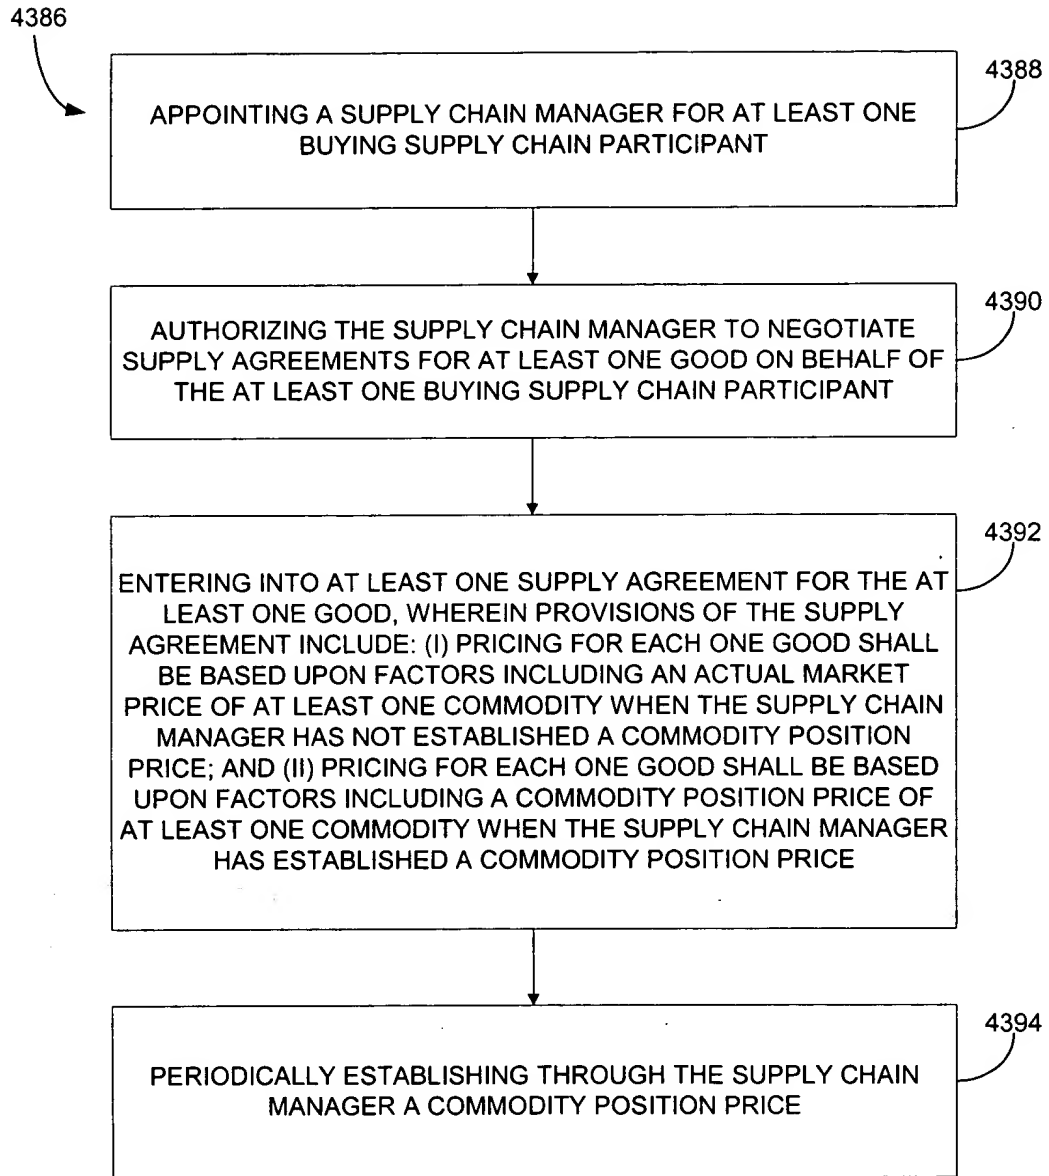 4386
4388
APPOINTING A SUPPLY CHAIN MANAGER FOR AT LEAST ONE
BUYING SUPPLY CHAIN PARTICIPANT
4390
AUTHORIZING THE SUPPLY CHAIN MANAGER TO NEGOTIATE
SUPPLY AGREEMENTS FOR AT LEAST ONE GOOD ON BEHALF OF
THE AT LEAST ONE BUYING SUPPLY CHAIN PARTICIPANT
4392
ENTERING INTO AT LEAST ONE SUPPLY AGREEMENT FOR THE AT
LEAST ONE GOOD, WHEREIN PROVISIONS OF THE SUPPLY
AGREEMENT INCLUDE: (I) PRICING FOR EACH ONE GOOD SHALL
BE BASED UPON FACTORS INCLUDING AN ACTUAL MARKET
PRICE OF AT LEAST ONE COMMODITY WHEN THE SUPPLY CHAIN
MANAGER HAS NOT ESTABLISHED A COMMODITY POSITION
PRICE; AND (II) PRICING FOR EACH ONE GOOD SHALL BE BASED
UPON FACTORS INCLUDING A COMMODITY POSITION PRICE OF
AT LEAST ONE COMMODITY WHEN THE SUPPLY CHAIN MANAGER
HAS ESTABLISHED A COMMODITY POSITION PRICE
4394
PERIODICALLY ESTABLISHING THROUGH THE SUPPLY CHAIN
MANAGER A COMMODITY POSITION PRICE